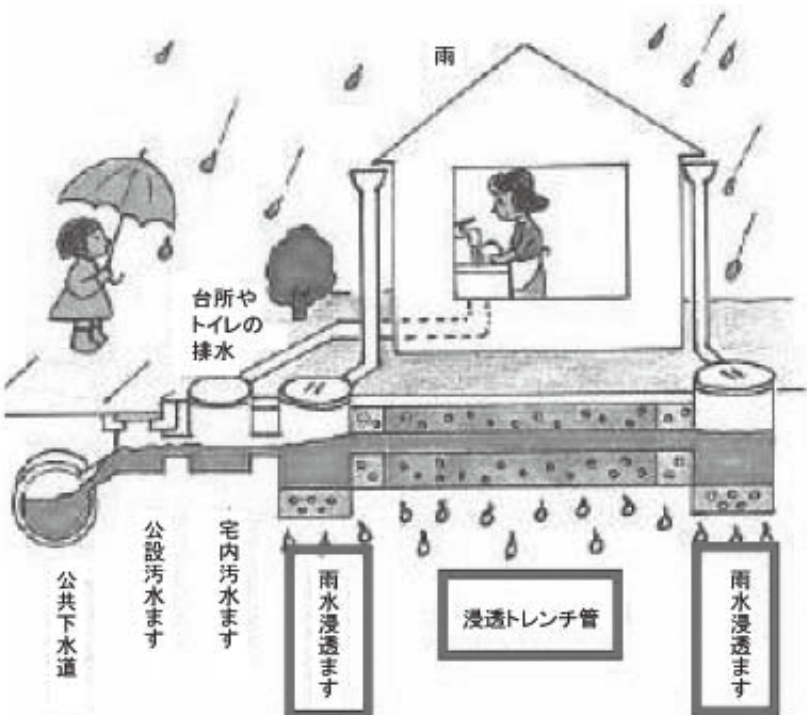 雨
台所や
トイレの
排水
公共下水道
公設汚水ます
宅内汚水ます
雨水浸透ます
浸透トレンチ管
雨水浸透ます